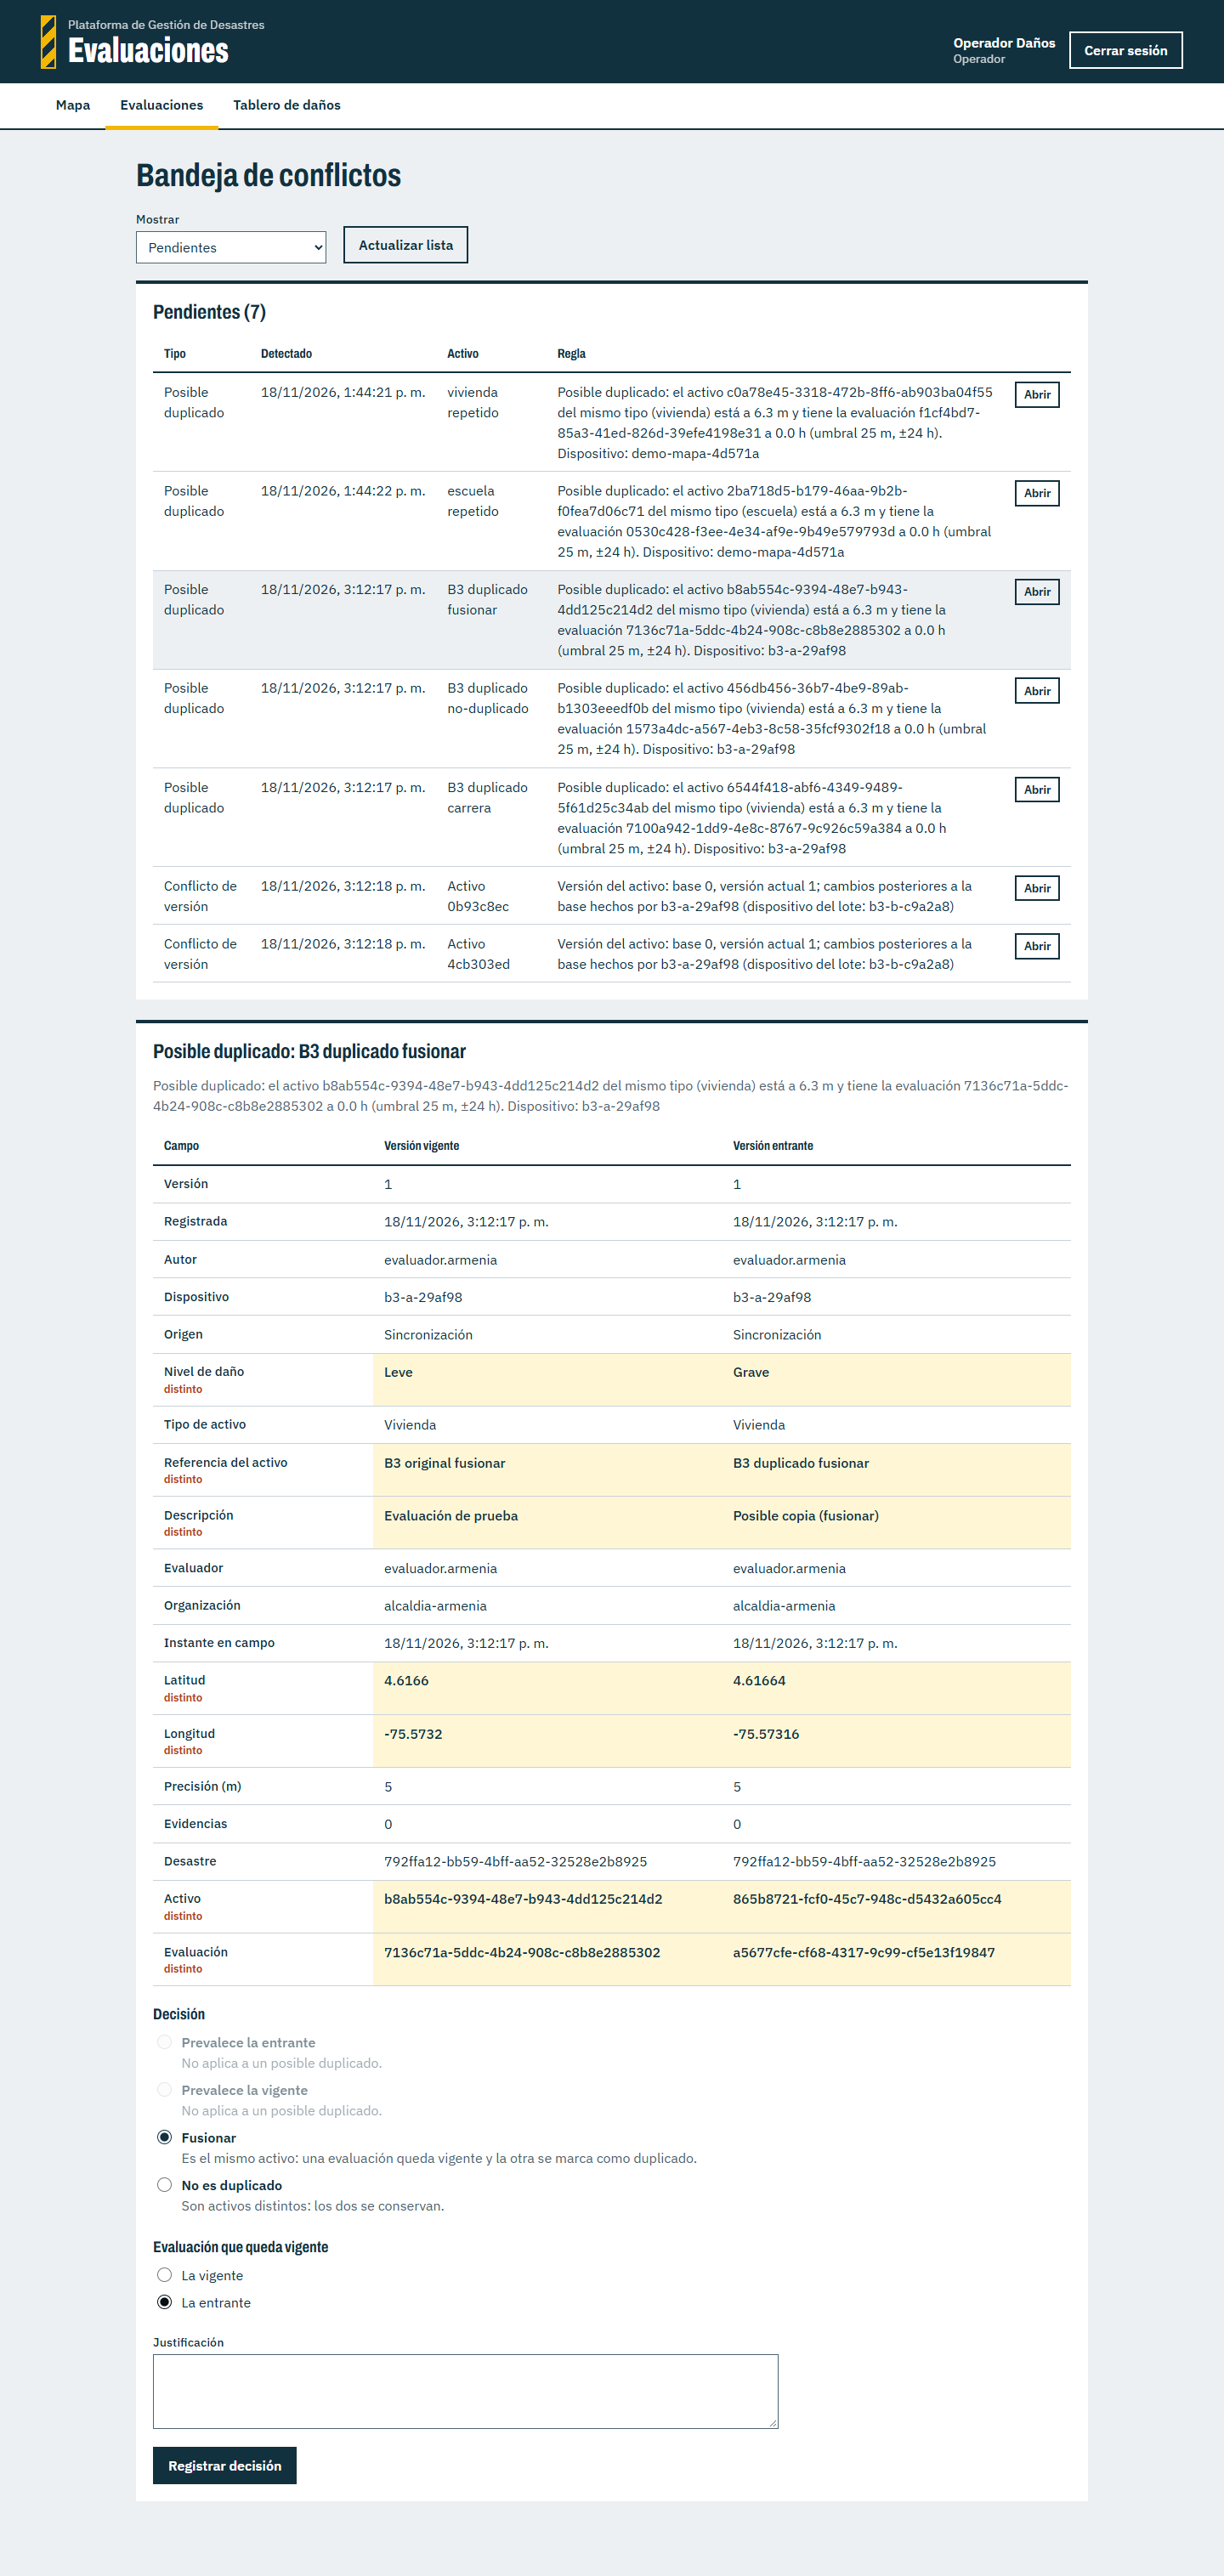 Plataforma de Gestión de Desastres
Evaluaciones
Operador Daños
Operador
Cerrar sesión
Mapa
Evaluaciones
Tablero de daños
Bandeja de conflictos
Mostrar
Pendientes
Actualizar lista
Pendientes (7)
Tipo Detectado Activo Regla
Posible duplicado 18/11/2026, 1:44:21 p. m. vivienda repetido
Posible duplicado: el activo c0a78e45-3318-472b-8ff6-ab903ba04f55
del mismo tipo (vivienda) está a 6.3 m y tiene la evaluación f1cf4bd7-
85a3-41ed-826d-39efe4198e31 a 0.0 h (umbral 25 m, ±24 h).
Dispositivo: demo-mapa-4d571a
Abrir
Posible duplicado 18/11/2026, 1:44:22 p. m. escuela repetido
Posible duplicado: el activo 2ba718d5-b179-46aa-9b2b-
f0fea7d06c71 del mismo tipo (escuela) está a 6.3 m y tiene la
evaluación 0530c428-f3ee-4e34-af9e-9b49e579793d a 0.0 h (umbral
25 m, ±24 h). Dispositivo: demo-mapa-4d571a
Abrir
Posible duplicado 18/11/2026, 3:12:17 p. m. B3 duplicado fusionar
Posible duplicado: el activo b8ab554c-9394-48e7-b943-
4dd125c214d2 del mismo tipo (vivienda) está a 6.3 m y tiene la
evaluación 7136c71a-5ddc-4b24-908c-c8b8e2885302 a 0.0 h
(umbral 25 m, ±24 h). Dispositivo: b3-a-29af98
Abrir
Posible duplicado 18/11/2026, 3:12:17 p. m. B3 duplicado no-duplicado
Posible duplicado: el activo 456db456-36b7-4be9-89ab-
b1303eeedf0b del mismo tipo (vivienda) está a 6.3 m y tiene la
evaluación 1573a4dc-a567-4eb3-8c58-35fcf9302f18 a 0.0 h (umbral
25 m, ±24 h). Dispositivo: b3-a-29af98
Abrir
Posible duplicado 18/11/2026, 3:12:17 p. m. B3 duplicado carrera
Posible duplicado: el activo 6544f418-abf6-4349-9489-
5f61d25c34ab del mismo tipo (vivienda) está a 6.3 m y tiene la
evaluación 7100a942-1dd9-4e8c-8767-9c926c59a384 a 0.0 h
(umbral 25 m, ±24 h). Dispositivo: b3-a-29af98
Abrir
Conflicto de versión 18/11/2026, 3:12:18 p. m. Activo 0b93c8ec
Versión del activo: base 0, versión actual 1; cambios posteriores a la
base hechos por b3-a-29af98 (dispositivo del lote: b3-b-c9a2a8)
Abrir
Conflicto de versión 18/11/2026, 3:12:18 p. m. Activo 4cb303ed
Versión del activo: base 0, versión actual 1; cambios posteriores a la
base hechos por b3-a-29af98 (dispositivo del lote: b3-b-c9a2a8)
Abrir
Posible duplicado: B3 duplicado fusionar
Posible duplicado: el activo b8ab554c-9394-48e7-b943-4dd125c214d2 del mismo tipo (vivienda) está a 6.3 m y tiene la evaluación 7136c71a-5ddc-
4b24-908c-c8b8e2885302 a 0.0 h (umbral 25 m, ±24 h). Dispositivo: b3-a-29af98
Campo Versión vigente Versión entrante
Versión 1 1
Registrada 18/11/2026, 3:12:17 p. m. 18/11/2026, 3:12:17 p. m.
Autor evaluador.armenia evaluador.armenia
Dispositivo b3-a-29af98 b3-a-29af98
Origen Sincronización Sincronización
Nivel de daño Leve Grave
distinto
Tipo de activo Vivienda Vivienda
Referencia del activo B3 original fusionar B3 duplicado fusionar
distinto
Descripción Evaluación de prueba Posible copia (fusionar)
distinto
Evaluador evaluador.armenia evaluador.armenia
Organización alcaldia-armenia alcaldia-armenia
Instante en campo 18/11/2026, 3:12:17 p. m. 18/11/2026, 3:12:17 p. m.
Latitud 4.6166 4.61664
distinto
Longitud -75.5732 -75.57316
distinto
Precisión (m) 5 5
Evidencias 0 0
Desastre 792ffa12-bb59-4bff-aa52-32528e2b8925 792ffa12-bb59-4bff-aa52-32528e2b8925
Activo b8ab554c-9394-48e7-b943-4dd125c214d2 865b8721-fcf0-45c7-948c-d5432a605cc4
distinto
Evaluación 7136c71a-5ddc-4b24-908c-c8b8e2885302 a5677cfe-cf68-4317-9c99-cf5e13f19847
distinto
Decisión
Prevalece la entrante
No aplica a un posible duplicado.
Prevalece la vigente
No aplica a un posible duplicado.
Fusionar
Es el mismo activo: una evaluación queda vigente y la otra se marca como duplicado.
No es duplicado
Son activos distintos: los dos se conservan.
Evaluación que queda vigente
La vigente
La entrante
Justificación
Registrar decisión